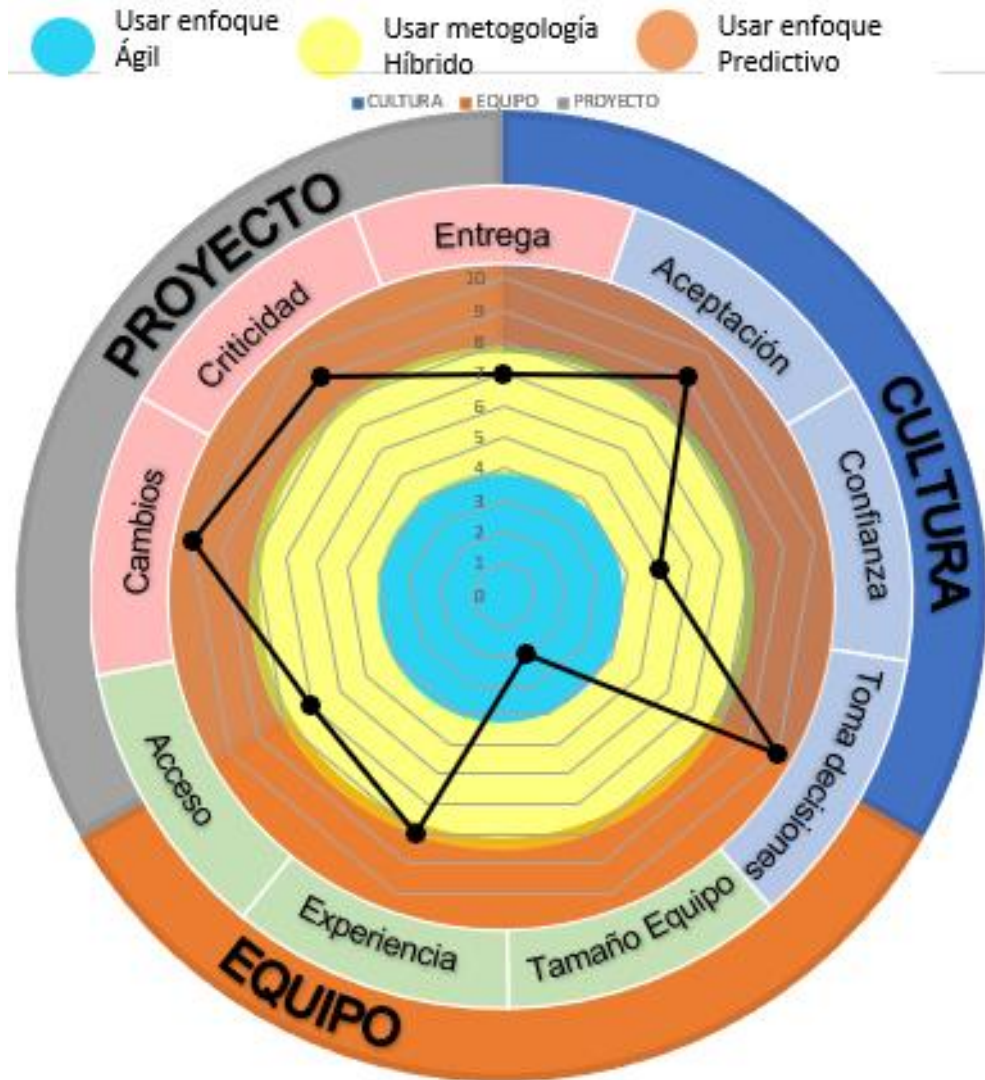 Usar enfoque
Ágil
Usar metogología
Híbrido
Usar enfoque
Predictivo
CULTURA EQUIPO PROYECTO
PROYECTO
CULTURA
EQUIPO
Entrega
Aceptación
Confianza
Toma decisiones
Tamaño Equipo
Experiencia
Acceso
Cambios
Criticidad
10
9
8
7
6
5
4
3
2
1
0